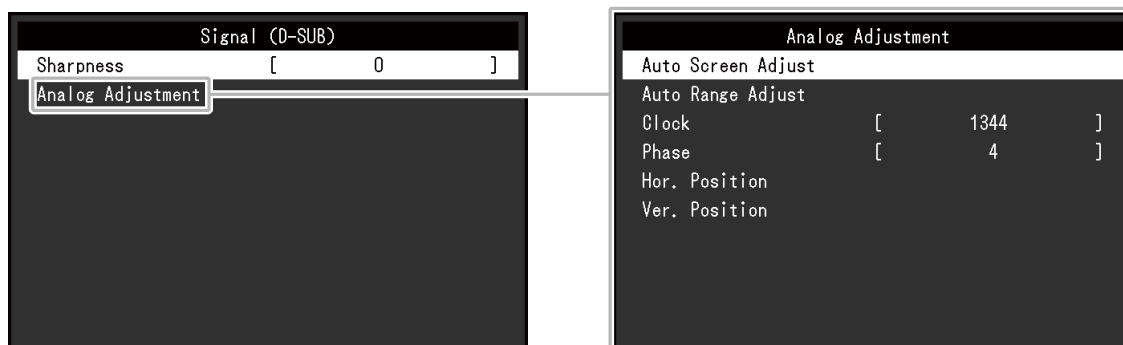 Signal (D-SUB)
Sharpness [ 0 ]
Analog Adjustment
Analog Adjustment
Auto Screen Adjust
Auto Range Adjust
Clock [ 1344 ]
Phase [ 4 ]
Hor. Position
Ver. Position